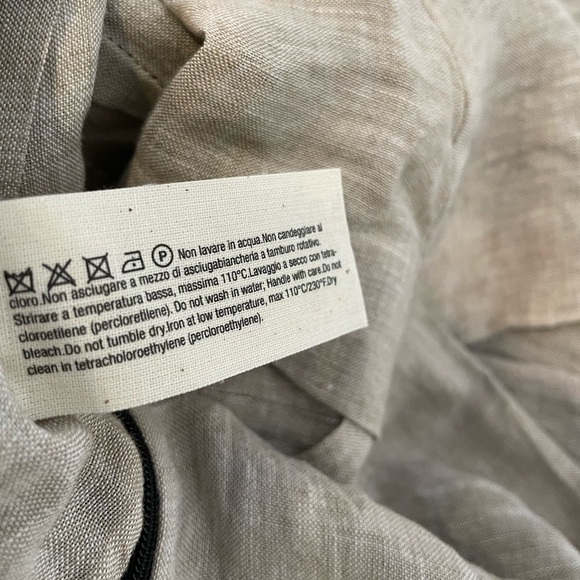 P Non lavare in acqua.Non candeggiare al
cloro.Non asciugare a mezzo di asciugabiancheria a tamburo rotativo.
Strirare a temperatura bassa, massima 110°C.Lavaggio a secco con tetra-
cloroetilene (percloretilene). Do not wash in water; Handle with care.Do not
bleach.Do not tumble dry.Iron at low temperature, max 110°C/230°F.Dry
clean in tetracholoroethylene (percloroethylene).